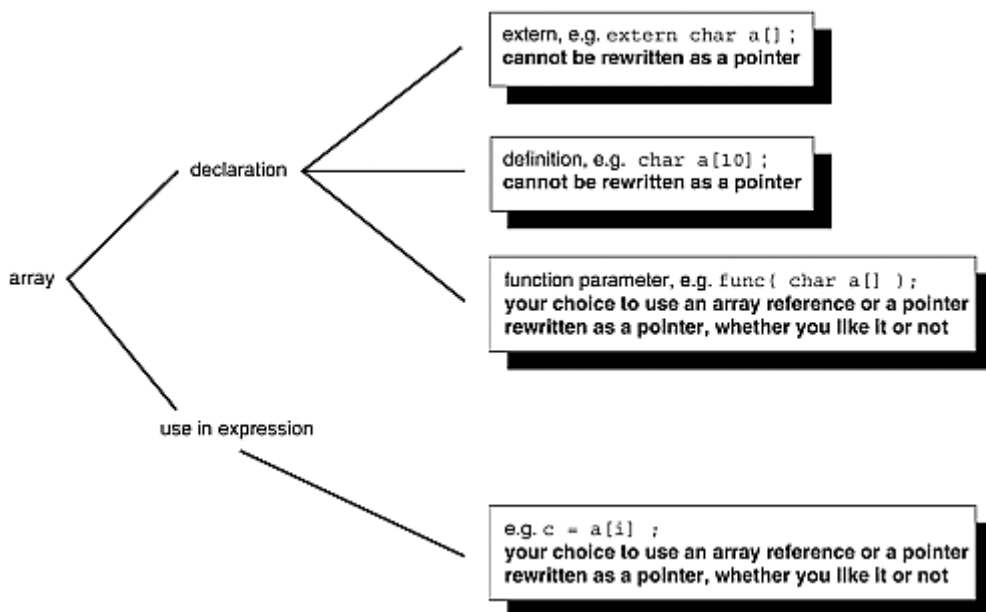 extern, e.g. extern char a[] ;
cannot be rewritten as a pointer
declaration
definition, e.g. char a[10] ;
cannot be rewritten as a pointer
array
function parameter, e.g. func( char a[] );
your choice to use an array reference or a pointer
rewritten as a pointer, whether you like it or not
use in expression
e.g. c = a[i] ;
your choice to use an array reference or a pointer
rewritten as a pointer, whether you like it or not